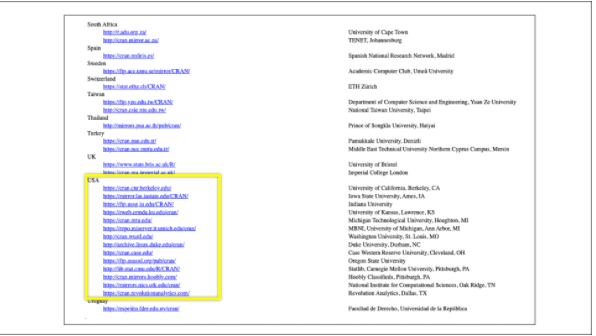 South Africa
http://r.adu.org.za/ University of Cape Town
http://cran.mirror.ac.za/ TENET, Johannesburg
Spain
https://cran.rediris.es/ Spanish National Research Network, Madrid
Sweden
https://ftp.acc.umu.se/mirror/CRAN/ Academic Computer Club, Umeå University
Switzerland
https://stat.ethz.ch/CRAN/ ETH Zürich
Taiwan
https://ftp.yzu.edu.tw/CRAN/ Department of Computer Science and Engineering, Yuan Ze University
http://cran.csie.ntu.edu.tw/ National Taiwan University, Taipei
Thailand
http://mirrors.psu.ac.th/pub/cran/ Prince of Songkla University, Hatyai
Turkey
https://cran.pau.edu.tr/ Pamukkale University, Denizli
https://cran.ncc.metu.edu.tr/ Middle East Technical University Northern Cyprus Campus, Mersin
UK
https://www.stats.bris.ac.uk/R/ University of Bristol
https://cran.ma.imperial.ac.uk/ Imperial College London
USA
https://cran.cnr.berkeley.edu/ University of California, Berkeley, CA
https://mirror.las.iastate.edu/CRAN/ Iowa State University, Ames, IA
https://ftp.ussg.iu.edu/CRAN/ Indiana University
https://rweb.crmda.ku.edu/cran/ University of Kansas, Lawrence, KS
https://cran.mtu.edu/ Michigan Technological University, Houghton, MI
https://repo.miserver.it.umich.edu/cran/ MBNI, University of Michigan, Ann Arbor, MI
http://cran.wustl.edu/ Washington University, St. Louis, MO
http://archive.linux.duke.edu/cran/ Duke University, Durham, NC
https://cran.case.edu/ Case Western Reserve University, Cleveland, OH
https://ftp.osuosl.org/pub/cran/ Oregon State University
http://lib.stat.cmu.edu/R/CRAN/ Statlib, Carnegie Mellon University, Pittsburgh, PA
http://cran.mirrors.hoobly.com/ Hoobly Classifieds, Pittsburgh, PA
https://mirrors.nics.utk.edu/cran/ National Institute for Computational Sciences, Oak Ridge, TN
https://cran.revolutionanalytics.com/ Revolution Analytics, Dallas, TX
Uruguay
https://espejito.fder.edu.uy/cran/ Facultad de Derecho, Universidad de la República